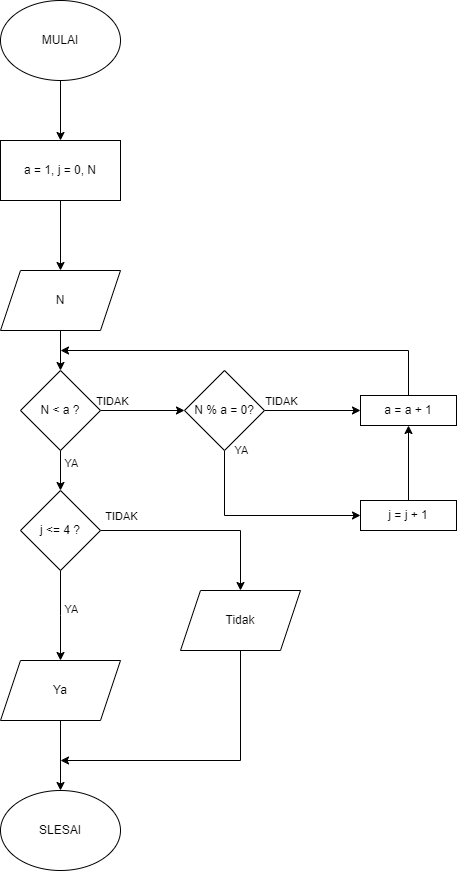 MULAI
a = 1, j = 0, N
N
N < a ?
TIDAK
N % a = 0?
TIDAK
a = a + 1
YA
YA
j = j + 1
j <= 4 ?
TIDAK
YA
Tidak
Ya
SLESAI